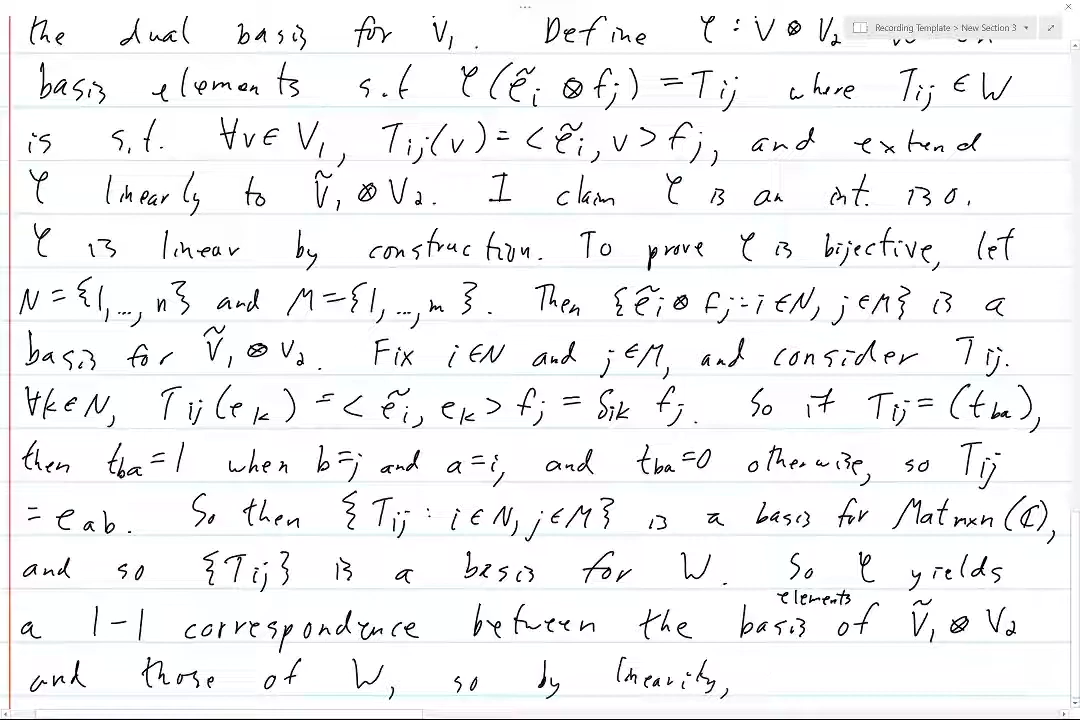 the dual basis for V₁. Define φ : V ⊗ V₂
Recording Template > New Section 3
basis elements s.t φ(ẽᵢ ⊗ fⱼ) = Tᵢⱼ where Tᵢⱼ ∈ W
is s.t. ∀v ∈ V₁, Tᵢⱼ(v) = <ẽᵢ, v> fⱼ, and extend
φ linearly to Ṽ₁ ⊗ V₂. I claim φ is an int. iso.
φ is linear by construction. To prove φ is bijective, let
N = {1, ..., n} and M = {1, ..., m}. Then {ẽᵢ ⊗ fⱼ : i ∈ N, j ∈ M} is a
basis for Ṽ₁ ⊗ V₂. Fix i ∈ N and j ∈ M, and consider Tᵢⱼ.
∀k ∈ N, Tᵢⱼ(eₖ) = <ẽᵢ, eₖ> fⱼ = δᵢₖ fⱼ. So if Tᵢⱼ = (t_ba),
then t_ba = 1 when b = j and a = i, and t_ba = 0 otherwise, so Tᵢⱼ
= e_ab. So then {Tᵢⱼ : i ∈ N, j ∈ M} is a basis for Mat_mxn(ℂ),
and so {Tᵢⱼ} is a basis for W. So φ yields
elements
a 1-1 correspondence between the basis of Ṽ₁ ⊗ V₂
and those of W, so by linearity,